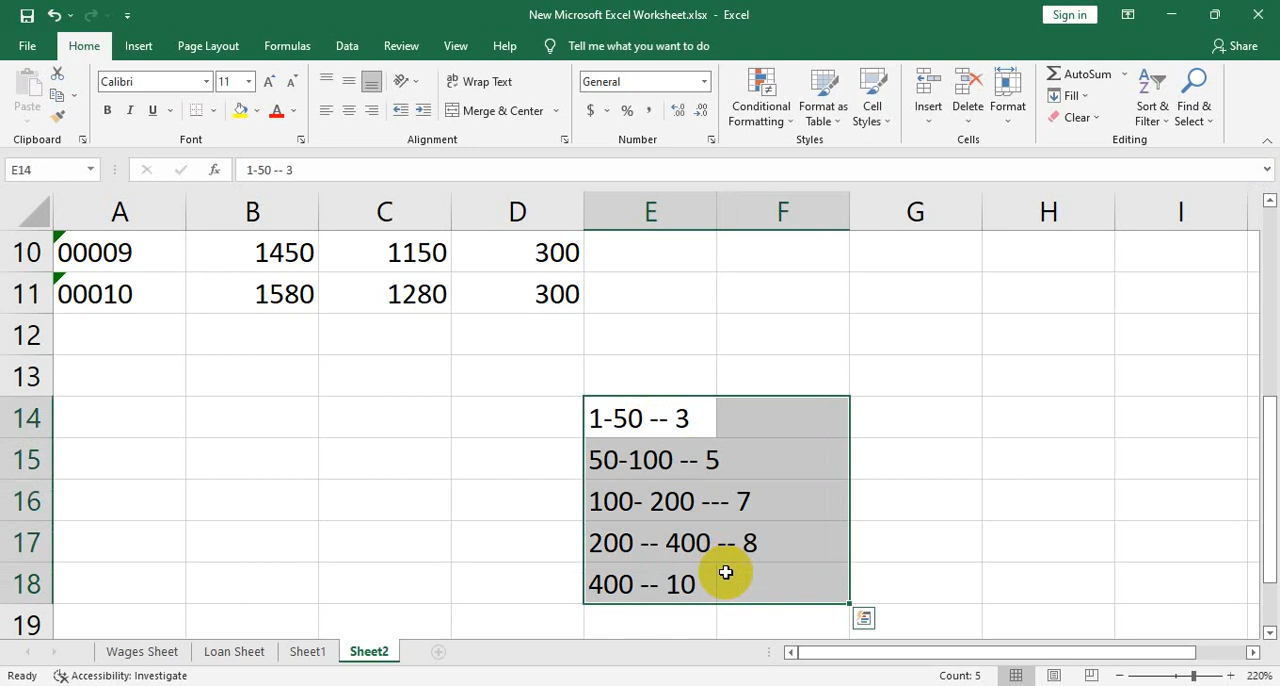 New Microsoft Excel Worksheet.xlsx - Excel
Sign in
File Home Insert Page Layout Formulas Data Review View Help Tell me what you want to do Share
Paste
Clipboard
Calibri 11
B I U
Font
Wrap Text
Merge & Center
Alignment
General
$ % ,
Number
Conditional Formatting
Format as Table
Cell Styles
Styles
Insert Delete Format
Cells
AutoSum
Fill
Clear
Sort & Filter
Find & Select
Editing
E14 fx 1-50 -- 3
A B C D E F G H I
10 00009 1450 1150 300
11 00010 1580 1280 300
12
13
14 1-50 -- 3
15 50-100 -- 5
16 100- 200 --- 7
17 200 -- 400 -- 8
18 400 -- 10
19
Wages Sheet Loan Sheet Sheet1 Sheet2
Ready Accessibility: Investigate Count: 5 220%